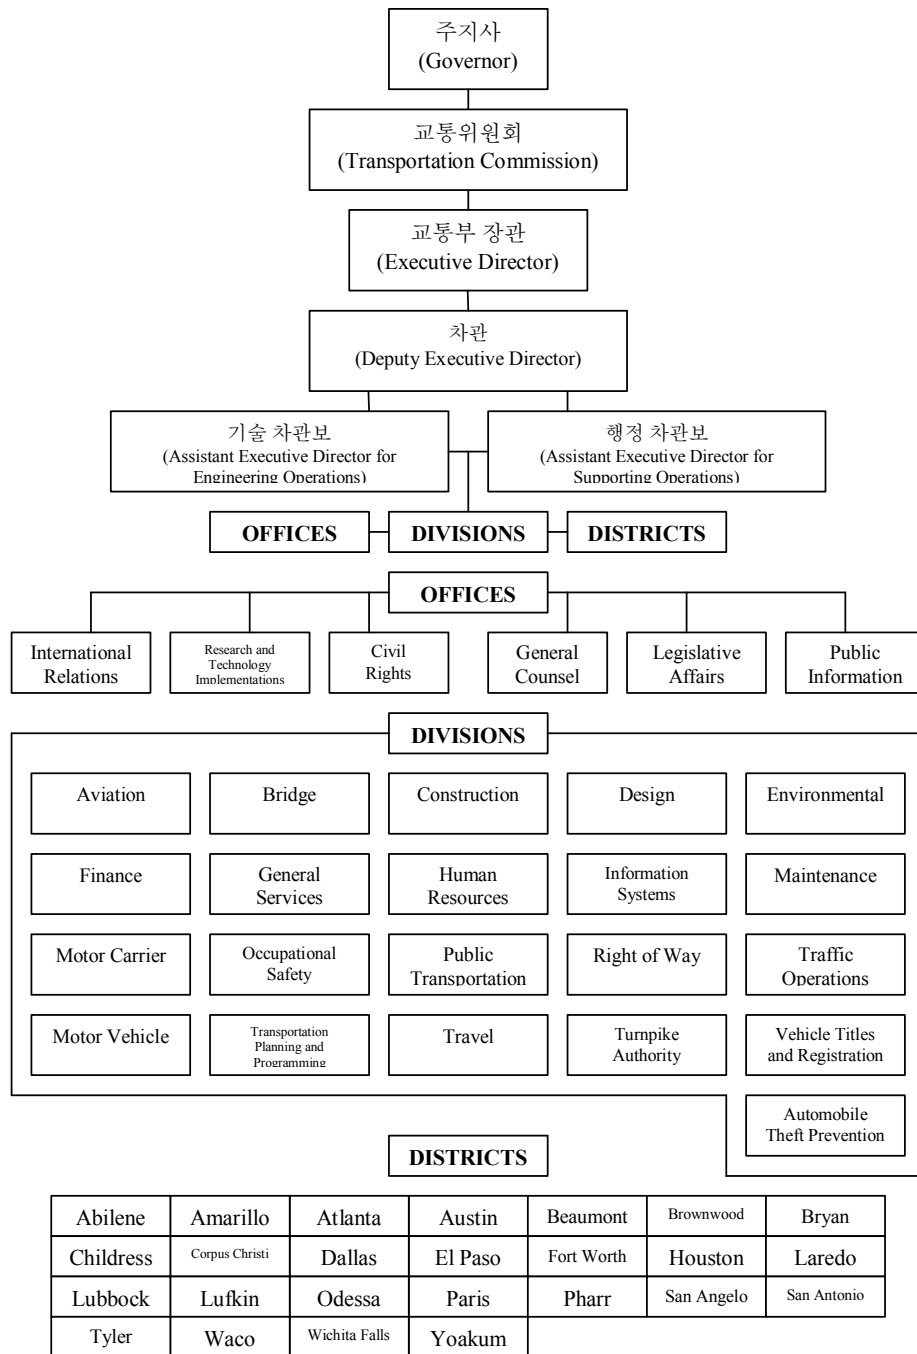 주지사
(Governor)
교통위원회
(Transportation Commission)
교통부 장관
(Executive Director)
차관
(Deputy Executive Director)
기술 차관보
(Assistant Executive Director for
Engineering Operations)
행정 차관보
(Assistant Executive Director for
Supporting Operations)
OFFICES
DIVISIONS
DISTRICTS
OFFICES
International
Relations
Research and
Technology
Implementations
Civil
Rights
General
Counsel
Legislative
Affairs
Public
Information
DIVISIONS
Aviation
Bridge
Construction
Design
Environmental
Finance
General
Services
Human
Resources
Information
Systems
Maintenance
Motor Carrier
Occupational
Safety
Public
Transportation
Right of Way
Traffic
Operations
Motor Vehicle
Transportation
Planning and
Programming
Travel
Turnpike
Authority
Vehicle Titles
and Registration
Automobile
Theft Prevention
DISTRICTS
Abilene Amarillo Atlanta Austin Beaumont Brownwood Bryan
Childress Corpus Christi Dallas El Paso Fort Worth Houston Laredo
Lubbock Lufkin Odessa Paris Pharr San Angelo San Antonio
Tyler Waco Wichita Falls Yoakum